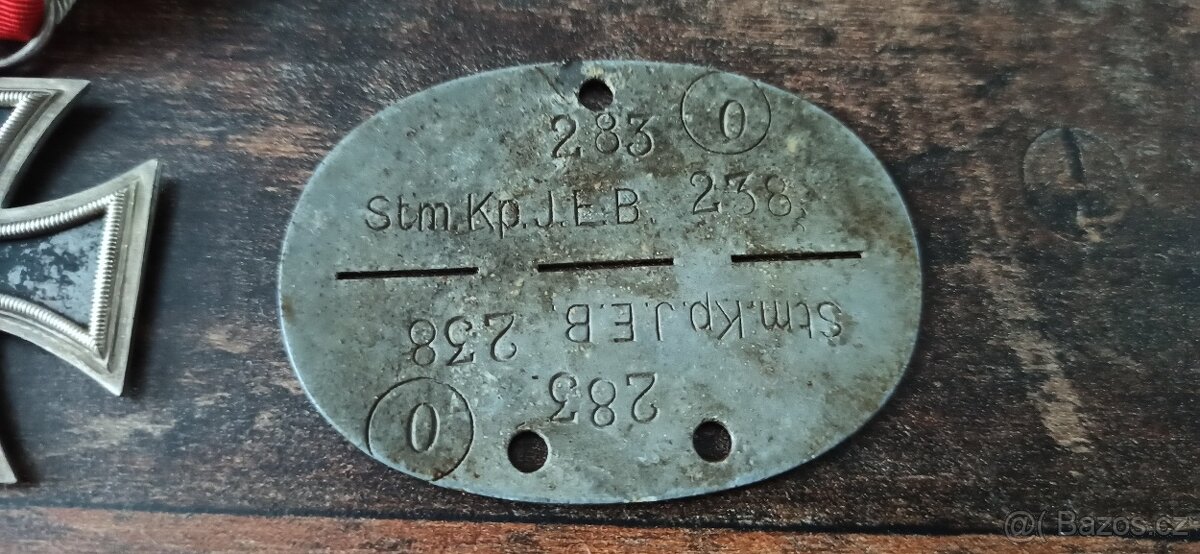 283 0
Stm.Kp.J.E.B. 238
Stm.Kp.J.E.B. 238
283
0
@( Bazos.cz